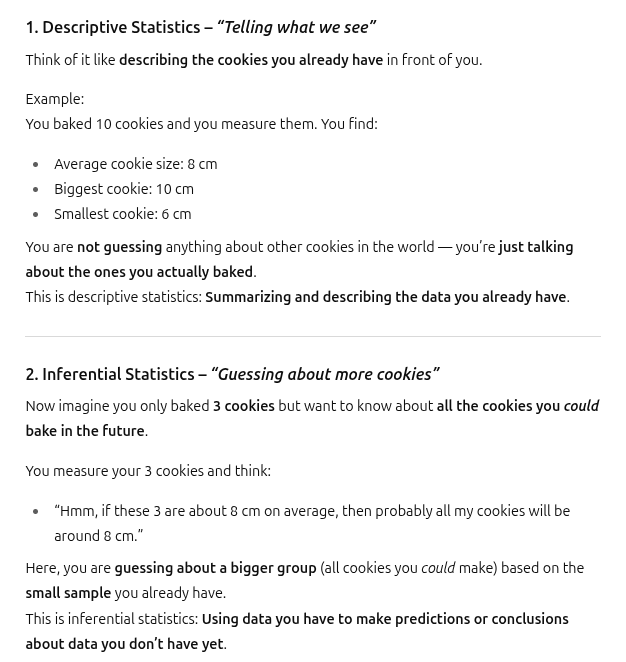 1. Descriptive Statistics – “Telling what we see”
Think of it like describing the cookies you already have in front of you.
Example:
You baked 10 cookies and you measure them. You find:
• Average cookie size: 8 cm
• Biggest cookie: 10 cm
• Smallest cookie: 6 cm
You are not guessing anything about other cookies in the world — you’re just talking
about the ones you actually baked.
This is descriptive statistics: Summarizing and describing the data you already have.
2. Inferential Statistics – “Guessing about more cookies”
Now imagine you only baked 3 cookies but want to know about all the cookies you could
bake in the future.
You measure your 3 cookies and think:
• “Hmm, if these 3 are about 8 cm on average, then probably all my cookies will be
around 8 cm.”
Here, you are guessing about a bigger group (all cookies you could make) based on the
small sample you already have.
This is inferential statistics: Using data you have to make predictions or conclusions
about data you don’t have yet.